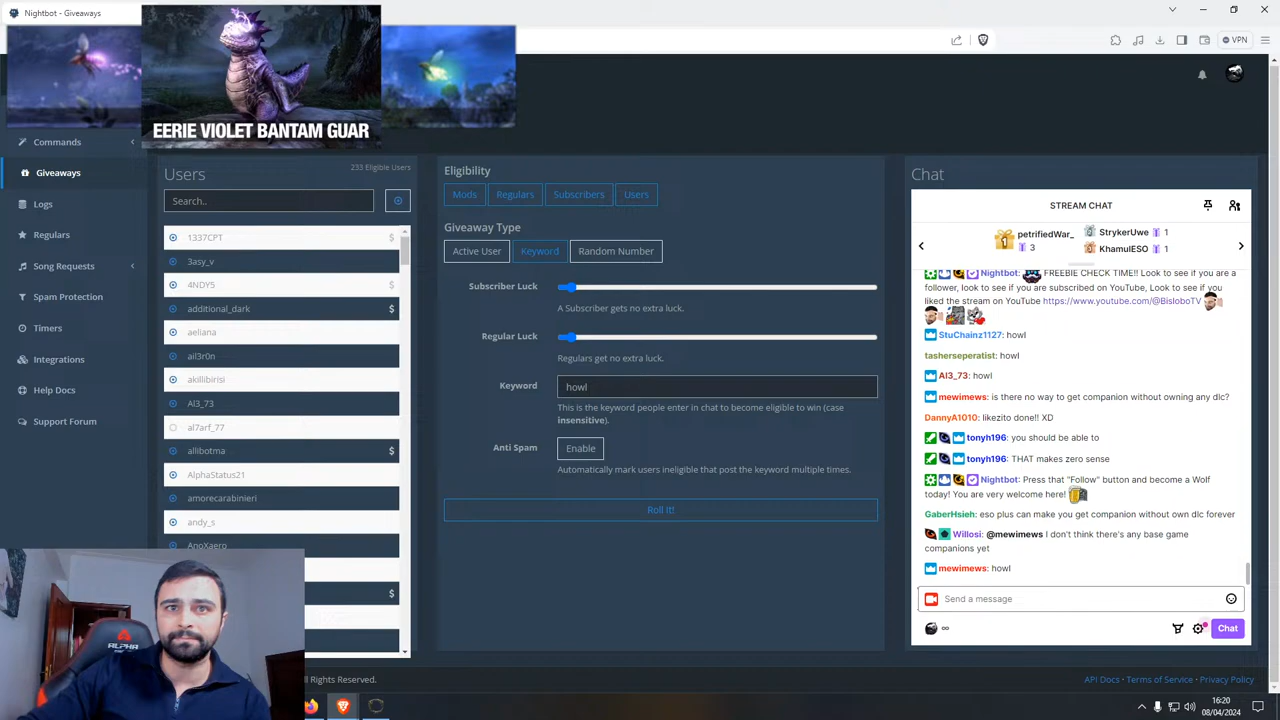 Nightbot - Giveaways
VPN
EERIE VIOLET BANTAM GUAR
Commands
Giveaways
Logs
Regulars
Song Requests
Spam Protection
Timers
Integrations
Help Docs
Support Forum
Users
233 Eligible Users
Search..
1337CPT
3asy_v
4NDY5
additional_dark
aeliana
ail3r0n
akillibirisi
Al3_73
al7arf_77
allibotma
AlphaStatus21
amorecarabinieri
andy_s
AnoXaero
ALPHA
Eligibility
Mods
Regulars
Subscribers
Users
Giveaway Type
Active User
Keyword
Random Number
Subscriber Luck
A Subscriber gets no extra luck.
Regular Luck
Regulars get no extra luck.
Keyword
howl
This is the keyword people enter in chat to become eligible to win (case
insensitive).
Anti Spam
Enable
Automatically mark users ineligible that post the keyword multiple times.
Roll It!
Chat
STREAM CHAT
1
petrifiedWar_
3
StrykerUwe 1
KhamulESO 1
Nightbot: FREEBIE CHECK TIME!! Look to see if you are a
follower, look to see if you are subscribed on YouTube, Look to see if you
liked the stream on YouTube https://www.youtube.com/@BisloboTV
StuChainz1127: howl
tasherseperatist: howl
Al3_73: howl
mewimews: is there no way to get companion without owning any dlc?
DannyA1010: likezito done!! XD
tonyh196: you should be able to
tonyh196: THAT makes zero sense
Nightbot: Press that "Follow" button and become a Wolf
today! You are very welcome here!
GaberHsieh: eso plus can make you get companion without own dlc forever
Willosi: @mewimews I don't think there's any base game
companions yet
mewimews: howl
Send a message
∞
Chat
ll Rights Reserved.
API Docs · Terms of Service · Privacy Policy
16:20
08/04/2024